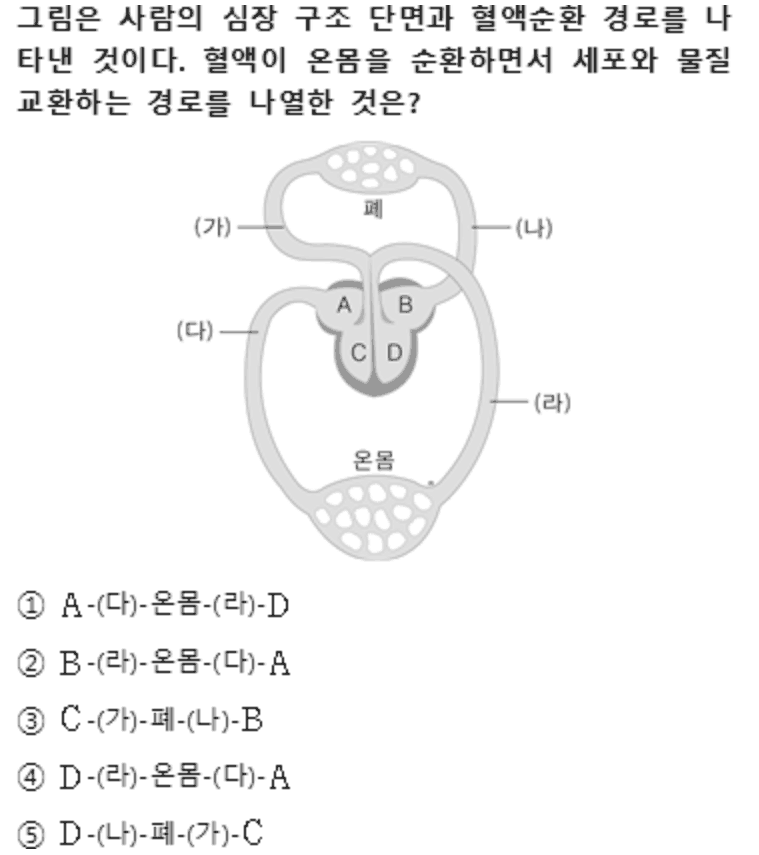 그림은 사람의 심장 구조 단면과 혈액순환 경로를 나
타낸 것이다. 혈액이 온몸을 순환하면서 세포와 물질
교환하는 경로를 나열한 것은?
폐
(가)
(나)
A
B
(다)
C
D
(라)
온몸
① A-(다)-온몸-(라)-D
② B-(라)-온몸-(다)-A
③ C-(가)-폐-(나)-B
④ D-(라)-온몸-(다)-A
⑤ D-(나)-폐-(가)-C